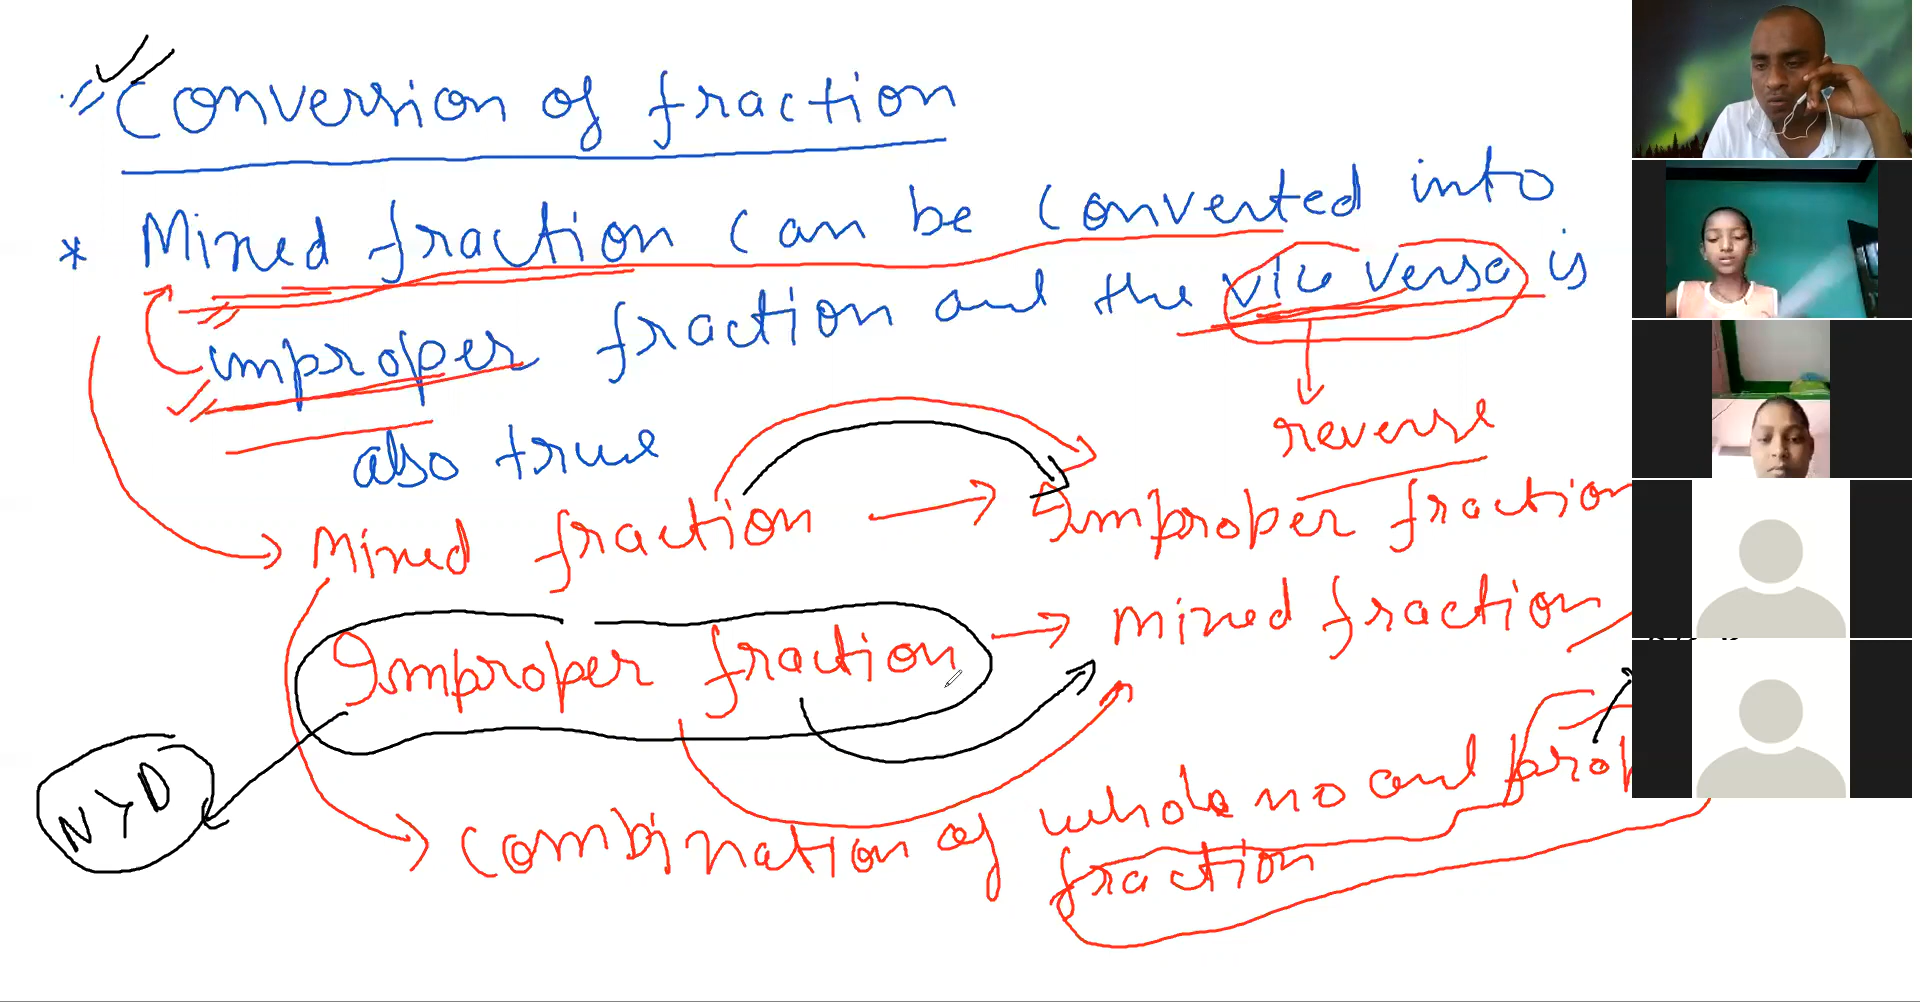 Conversion of fraction
* Mixed fraction can be converted into
improper fraction and the vice versa is
also true
reverse
Mixed fraction → Improper fraction
Improper fraction → mixed fraction
NYD
Combination of whole no and prop
fraction